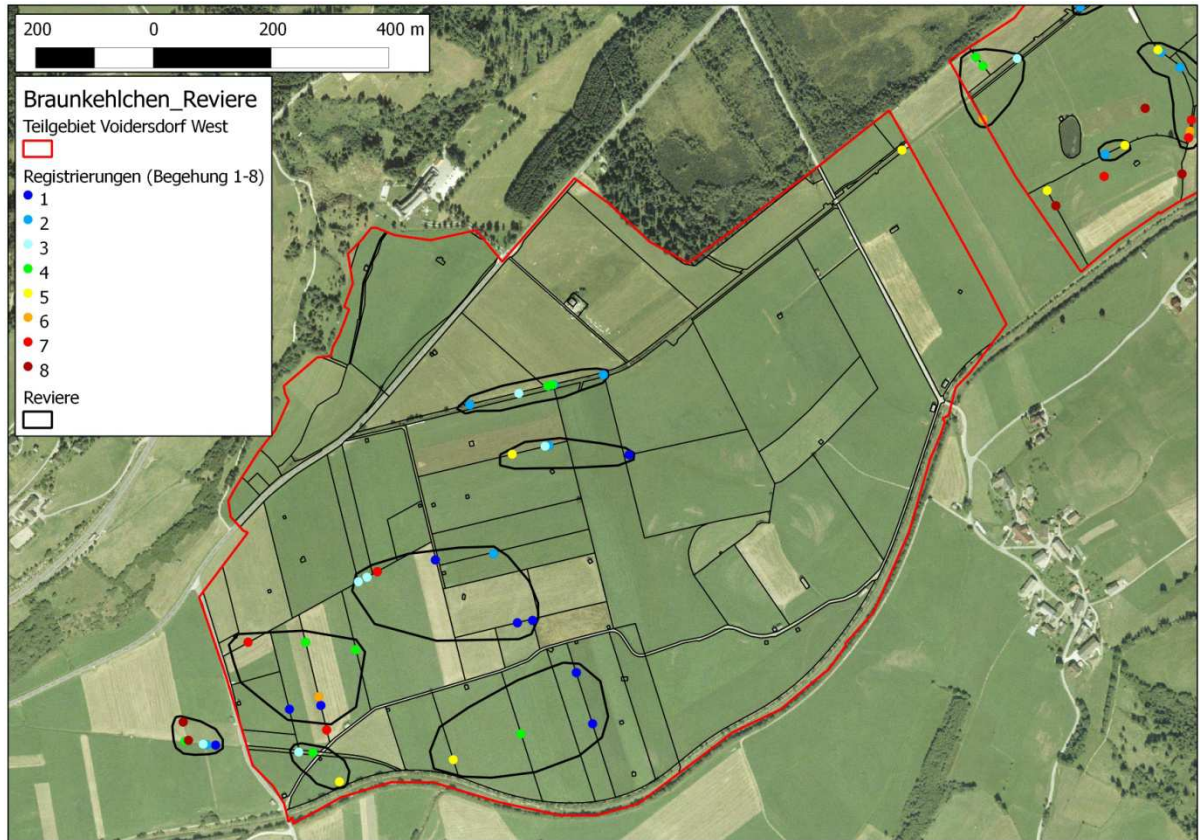 200 0 200 400 m
Braunkehlchen_Reviere
Teilgebiet Voidersdorf West
Registrierungen (Begehung 1-8)
1
2
3
4
5
6
7
8
Reviere